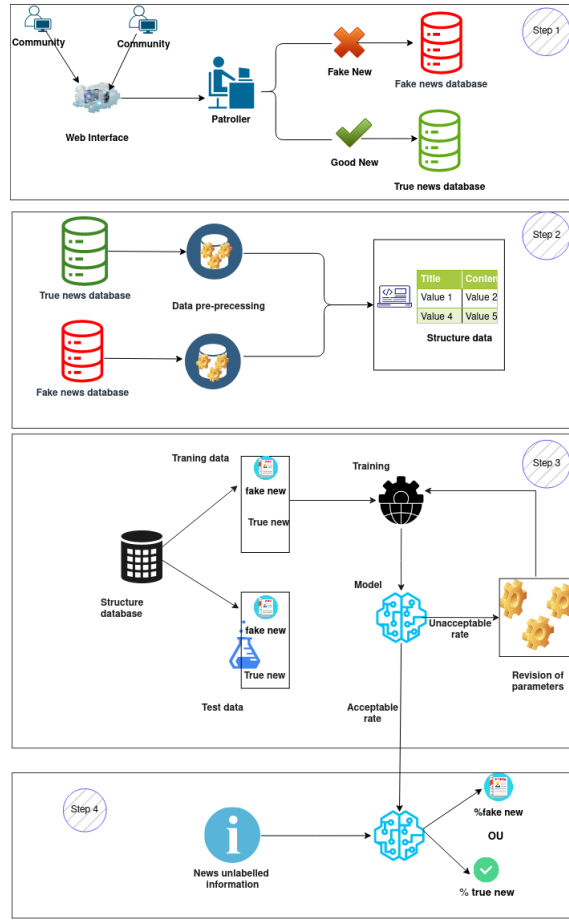 Step 1
Community
Community
Web Interface
Patroller
Fake New
Fake news database
Good New
True news database
Step 2
True news database
Data pre-precessing
Fake news database
Title Conten
Value 1 Value 2
Value 4 Value 5
Structure data
Step 3
Traning data
Training
fake new
True new
Structure
database
Model
Unacceptable
rate
fake new
True new
Revision of
parameters
Test data
Acceptable
rate
Step 4
%fake new
OU
News unlabelled
information
% true new